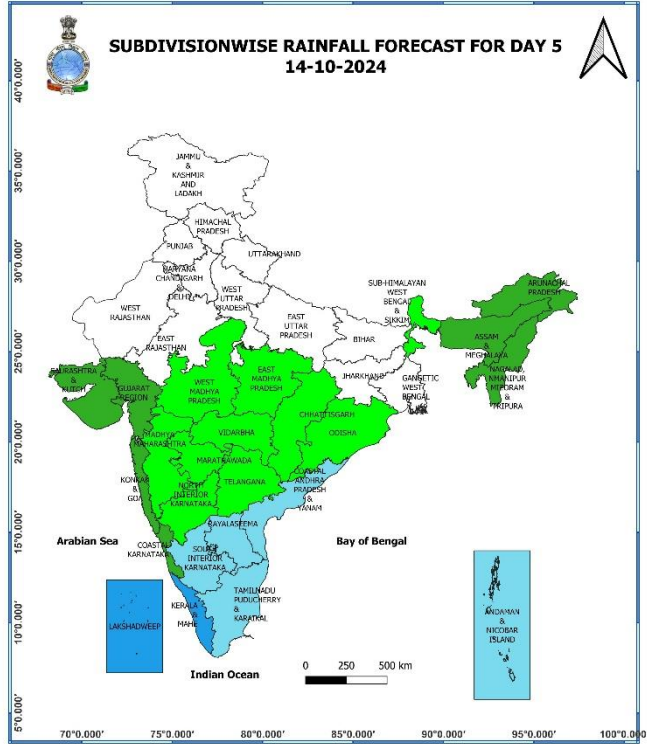 SUBDIVISIONWISE RAINFALL FORECAST FOR DAY 5
14-10-2024
40°0.000'
35°0.000'
30°0.000'
25°0.000'
20°0.000'
15°0.000'
10°0.000'
5°0.000'
JAMMU
&
KASHMIR
AND
LADAKH
HIMACHAL
PRADESH
PUNJAB
UTTARAKHAND
HARYANA
CHANDIGARH
&
DELHI
WEST
UTTAR
PRADESH
WEST
RAJASTHAN
EAST
RAJASTHAN
EAST
UTTAR
PRADESH
BIHAR
SUB-HIMALAYAN
WEST
BENGAL
&
SIKKIM
ARUNACHAL
PRADESH
ASSAM
&
MEGHALAYA
NAGALAD,
MANIPUR
MIZORAM
&
TRIPURA
JHARKHAND
GANGETIC
WEST
BENGAL
SAURASHTRA
&
KUTCH
GUJARAT
REGION
WEST
MADHYA
PRADESH
EAST
MADHYA
PRADESH
CHHATTISGARH
ODISHA
VIDARBHA
MADHYA
MAHARASHTRA
MARATHAWADA
TELANGANA
KONKAN
&
GOA
NORTH
INTERIOR
KARNATAKA
COASTAL
ANDHRA
PRADESH
&
YANAM
RAYALASEEMA
Arabian Sea
COASTAL
KARNATAKA
SOUTH
INTERIOR
KARNATAKA
Bay of Bengal
LAKSHADWEEP
KERALA
&
MAHE
TAMILNADU
PUDUCHERRY
&
KARAIKAL
ANDAMAN
&
NICOBAR
ISLAND
Indian Ocean
0 250 500 km
70°0.000' 75°0.000' 80°0.000' 85°0.000' 90°0.000' 95°0.000' 100°0.000'